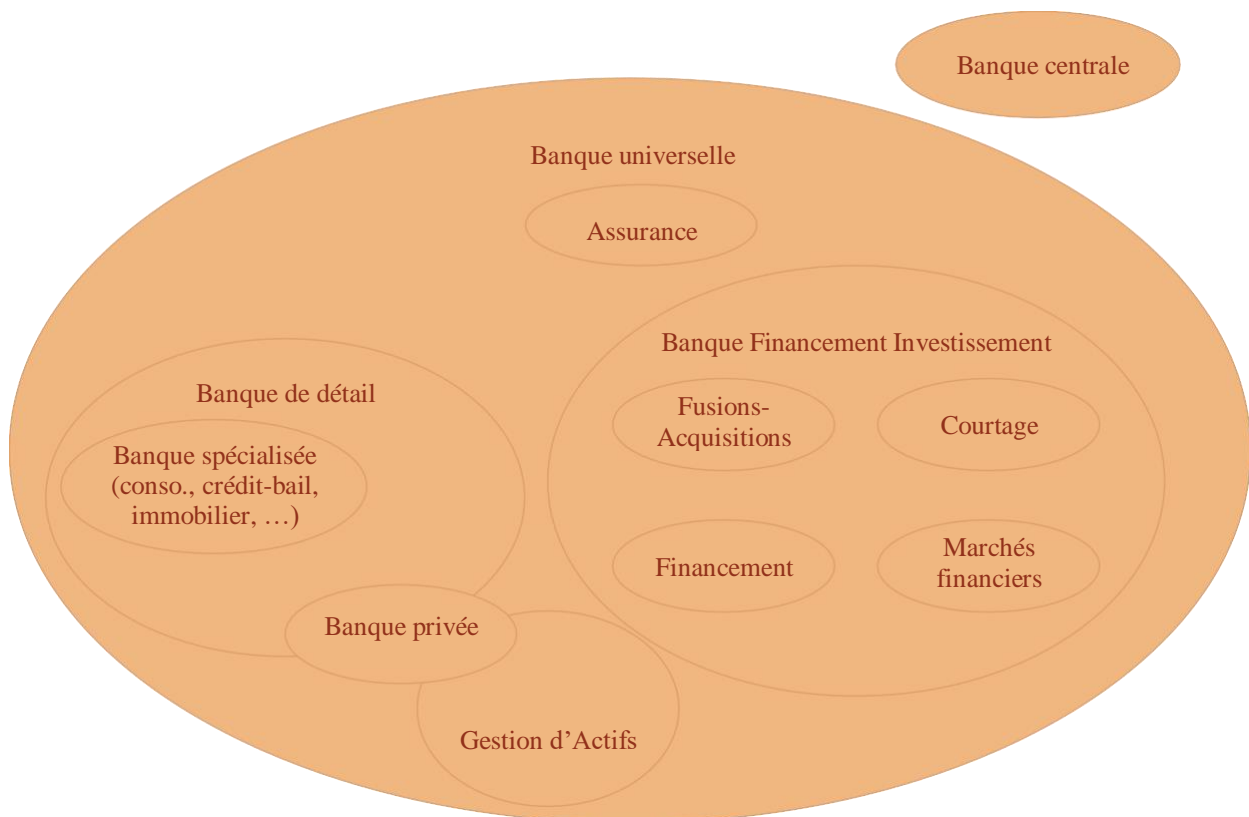 Banque centrale
Banque universelle
Assurance
Banque Financement Investissement
Banque de détail
Fusions-
Acquisitions
Courtage
Banque spécialisée
(conso., crédit-bail,
immobilier, …)
Financement
Marchés
financiers
Banque privée
Gestion d’Actifs